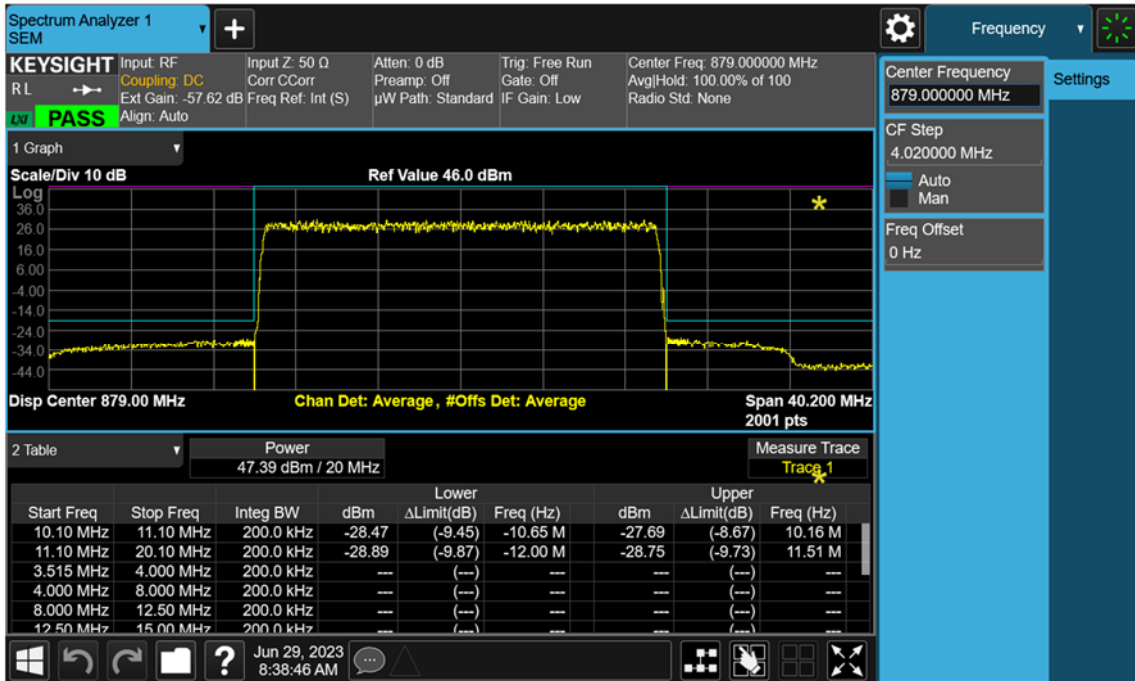 Spectrum Analyzer 1
SEM
Frequency
KEYSIGHT
R L
LXI PASS
Input: RF
Coupling: DC
Ext Gain: -57.62 dB
Align: Auto
Input Z: 50 Ω
Corr CCorr
Freq Ref: Int (S)
Atten: 0 dB
Preamp: Off
µW Path: Standard
Trig: Free Run
Gate: Off
IF Gain: Low
Center Freq: 879.000000 MHz
Avg|Hold: 100.00% of 100
Radio Std: None
Center Frequency
879.000000 MHz
Settings
CF Step
4.020000 MHz
Auto
Man
Freq Offset
0 Hz
1 Graph
Scale/Div 10 dB
Ref Value 46.0 dBm
Log
36.0
26.0
16.0
6.00
-4.00
-14.0
-24.0
-34.0
-44.0
Disp Center 879.00 MHz
Chan Det: Average, #Offs Det: Average
Span 40.200 MHz
2001 pts
2 Table
Power
47.39 dBm / 20 MHz
Measure Trace
Trace 1
Lower Upper
Start Freq Stop Freq Integ BW dBm ΔLimit(dB) Freq (Hz) dBm ΔLimit(dB) Freq (Hz)
10.10 MHz 11.10 MHz 200.0 kHz -28.47 (-9.45) -10.65 M -27.69 (-8.67) 10.16 M
11.10 MHz 20.10 MHz 200.0 kHz -28.89 (-9.87) -12.00 M -28.75 (-9.73) 11.51 M
3.515 MHz 4.000 MHz 200.0 kHz --- (---) --- --- (---) ---
4.000 MHz 8.000 MHz 200.0 kHz --- (---) --- --- (---) ---
8.000 MHz 12.50 MHz 200.0 kHz --- (---) --- --- (---) ---
12.50 MHz 15.00 MHz 200.0 kHz --- (---) --- --- (---) ---
Jun 29, 2023
8:38:46 AM